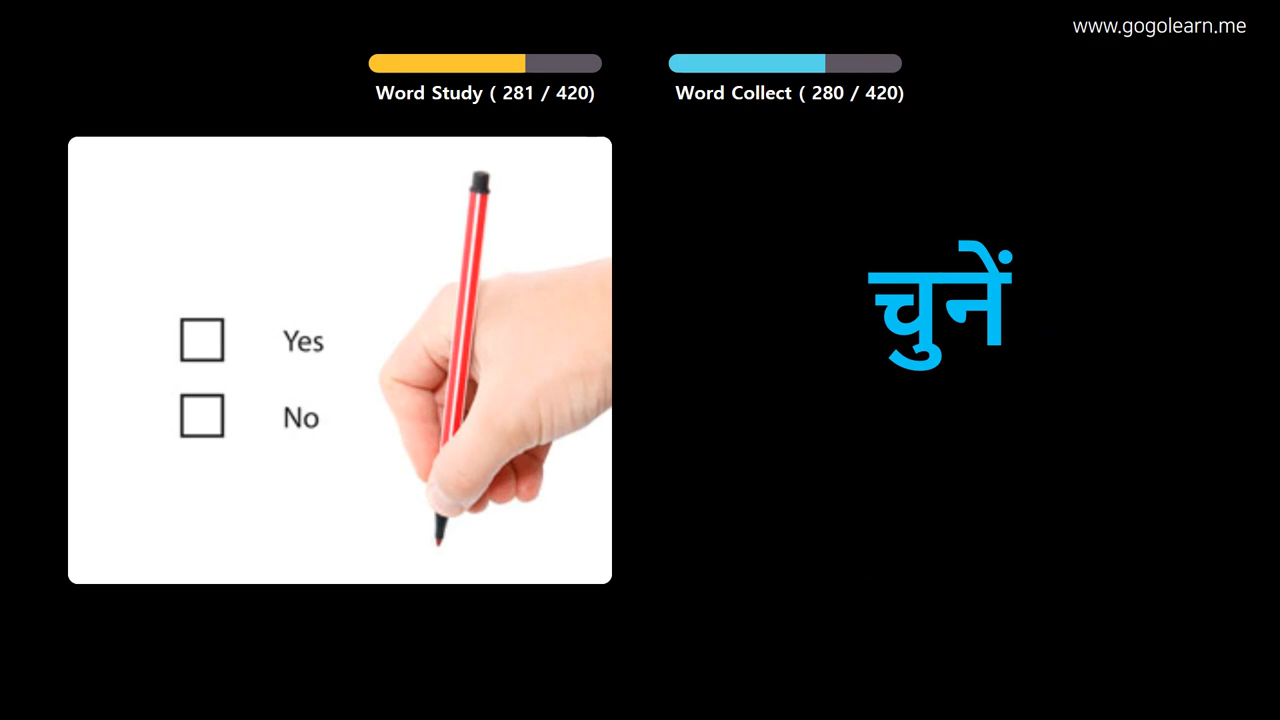 www.gogolearn.me
Word Study ( 281 / 420)
Word Collect ( 280 / 420)
चुनें
Yes
No